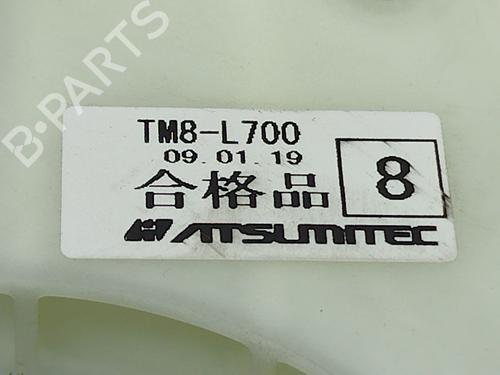 TM8-L700
09.01.19
合格品
8
ATSUMITEC
B-PARTS